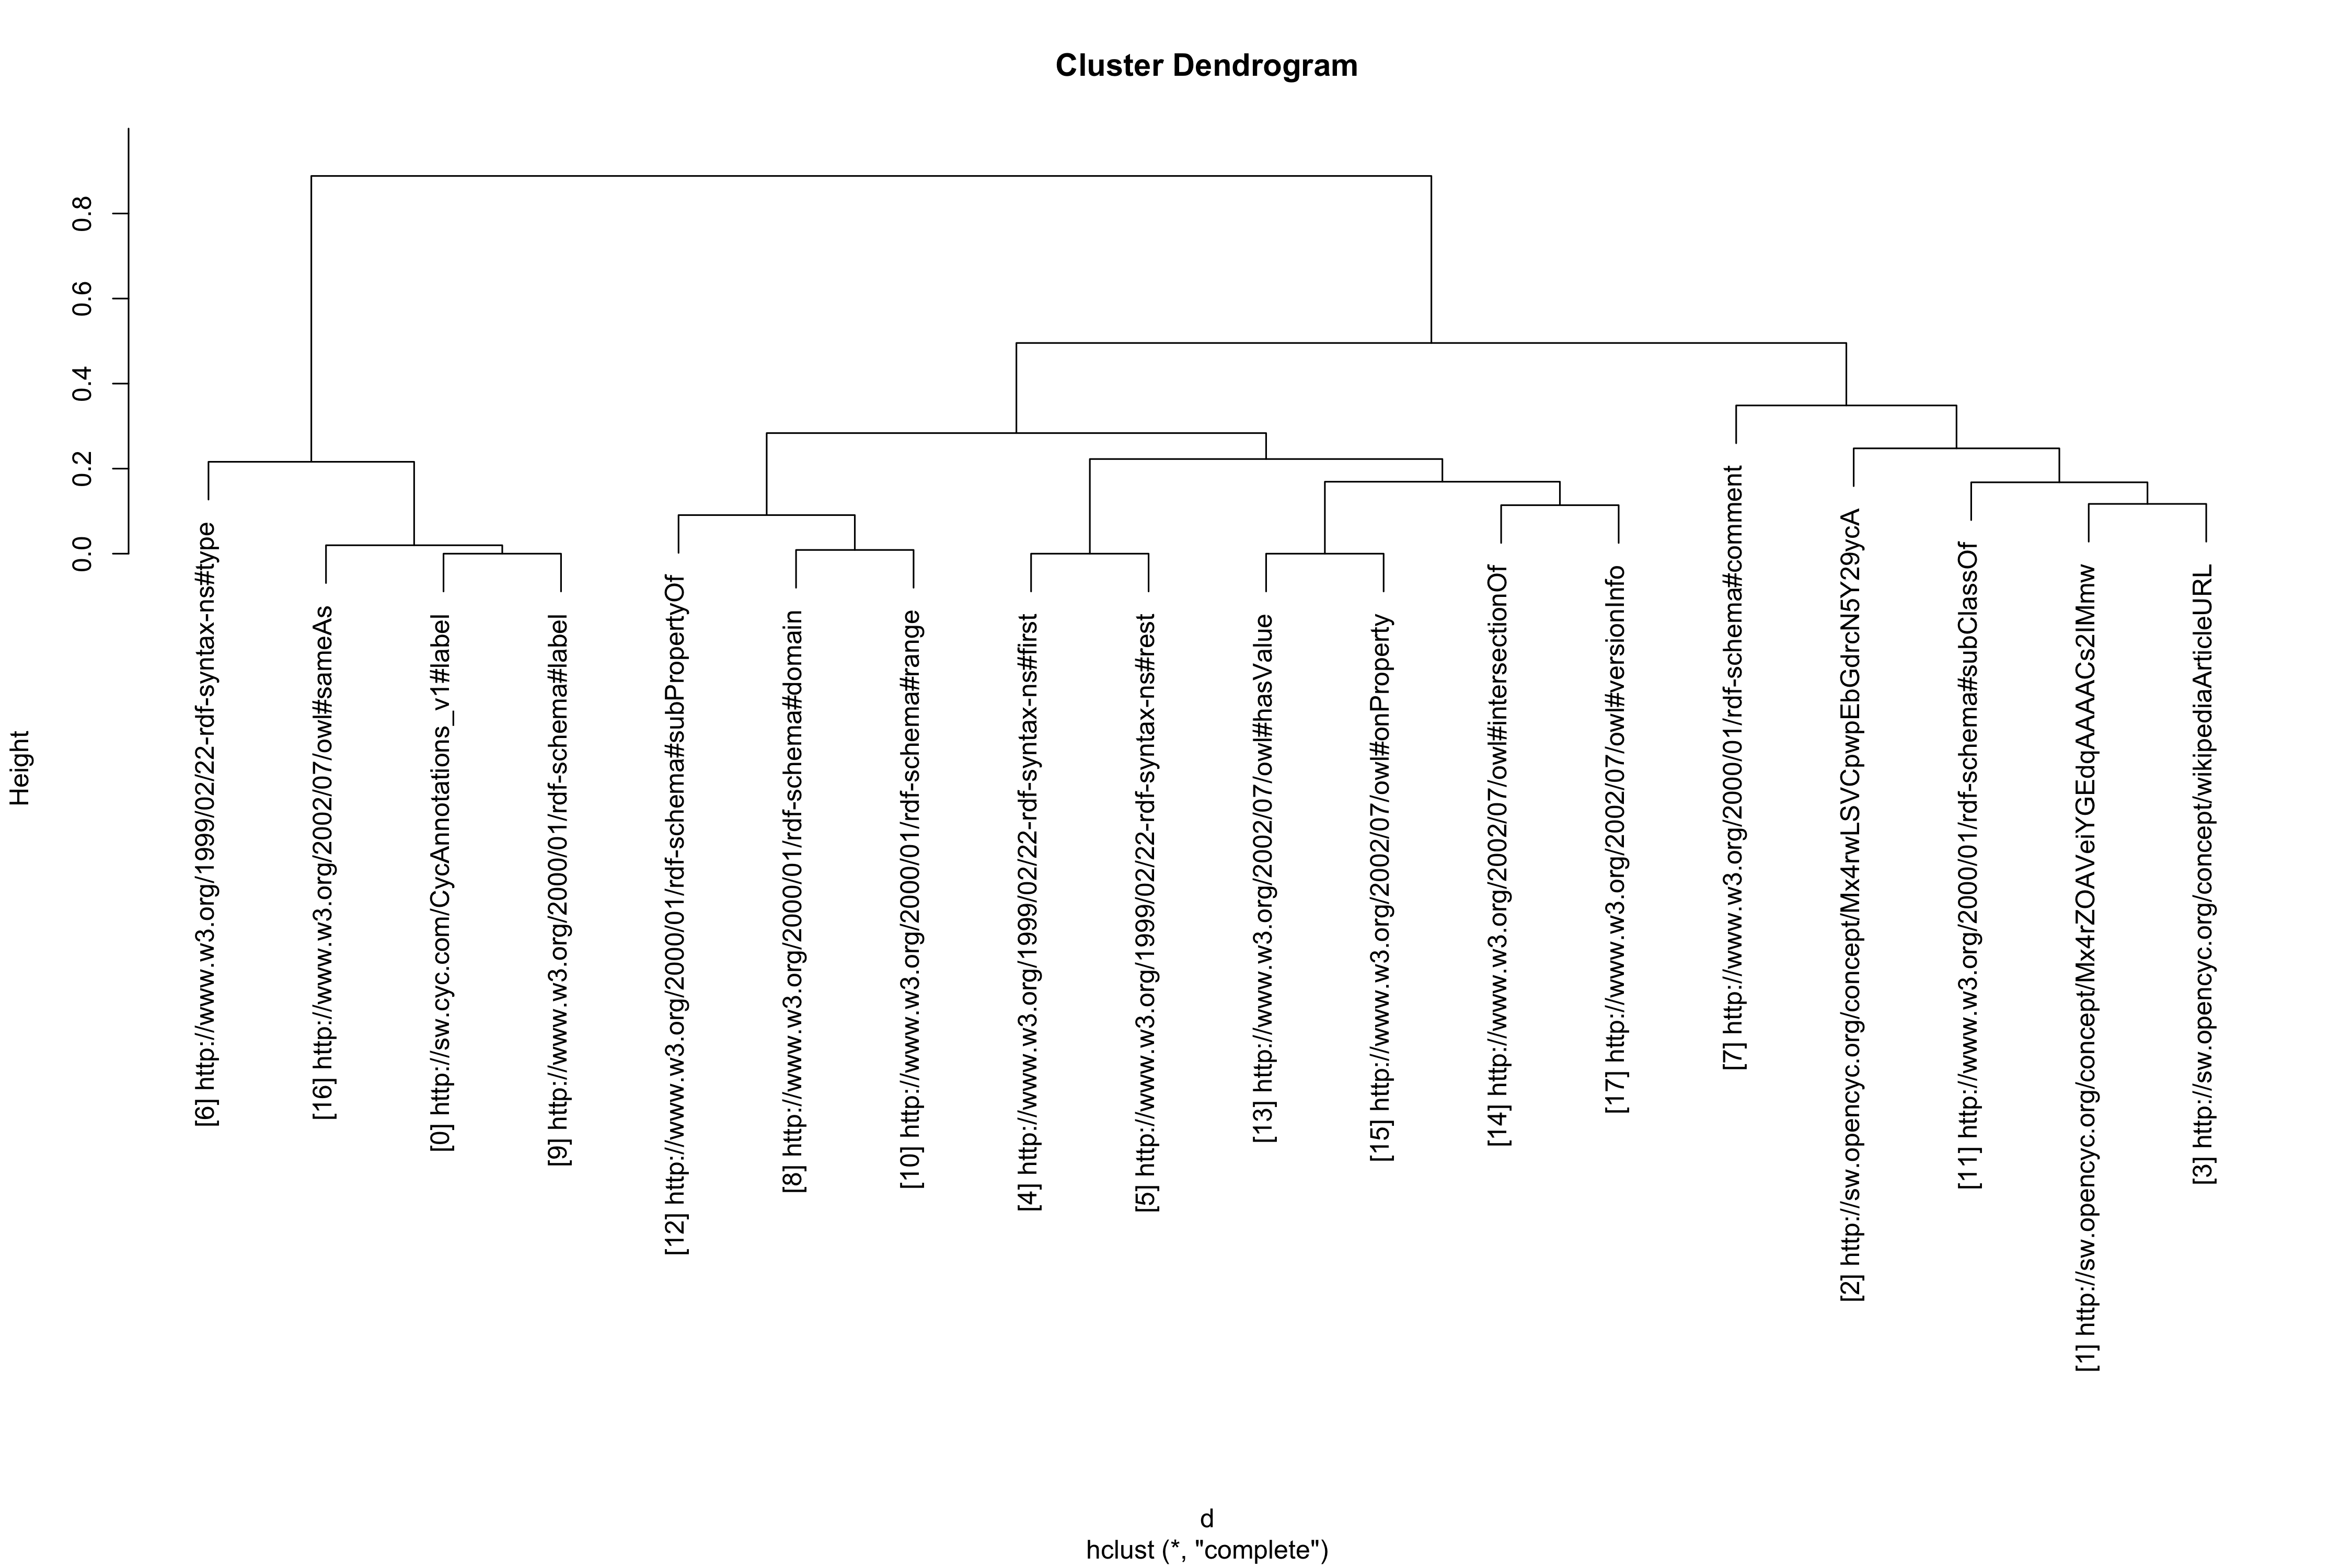 Cluster Dendrogram
Height
0.0
0.2
0.4
0.6
0.8
[6] http://www.w3.org/1999/02/22-rdf-syntax-ns#type
[16] http://www.w3.org/2002/07/owl#sameAs
[0] http://sw.cyc.com/CycAnnotations_v1#label
[9] http://www.w3.org/2000/01/rdf-schema#label
[12] http://www.w3.org/2000/01/rdf-schema#subPropertyOf
[8] http://www.w3.org/2000/01/rdf-schema#domain
[10] http://www.w3.org/2000/01/rdf-schema#range
[4] http://www.w3.org/1999/02/22-rdf-syntax-ns#first
[5] http://www.w3.org/1999/02/22-rdf-syntax-ns#rest
[13] http://www.w3.org/2002/07/owl#hasValue
[15] http://www.w3.org/2002/07/owl#onProperty
[14] http://www.w3.org/2002/07/owl#intersectionOf
[17] http://www.w3.org/2002/07/owl#versionInfo
[7] http://www.w3.org/2000/01/rdf-schema#comment
[2] http://sw.opencyc.org/concept/Mx4rwLSVCpwpEbGdrcN5Y29ycA
[11] http://www.w3.org/2000/01/rdf-schema#subClassOf
[1] http://sw.opencyc.org/concept/Mx4rZOAVeiYGEdqAAAACs2IMmw
[3] http://sw.opencyc.org/concept/wikipediaArticleURL
d
hclust (*, "complete")